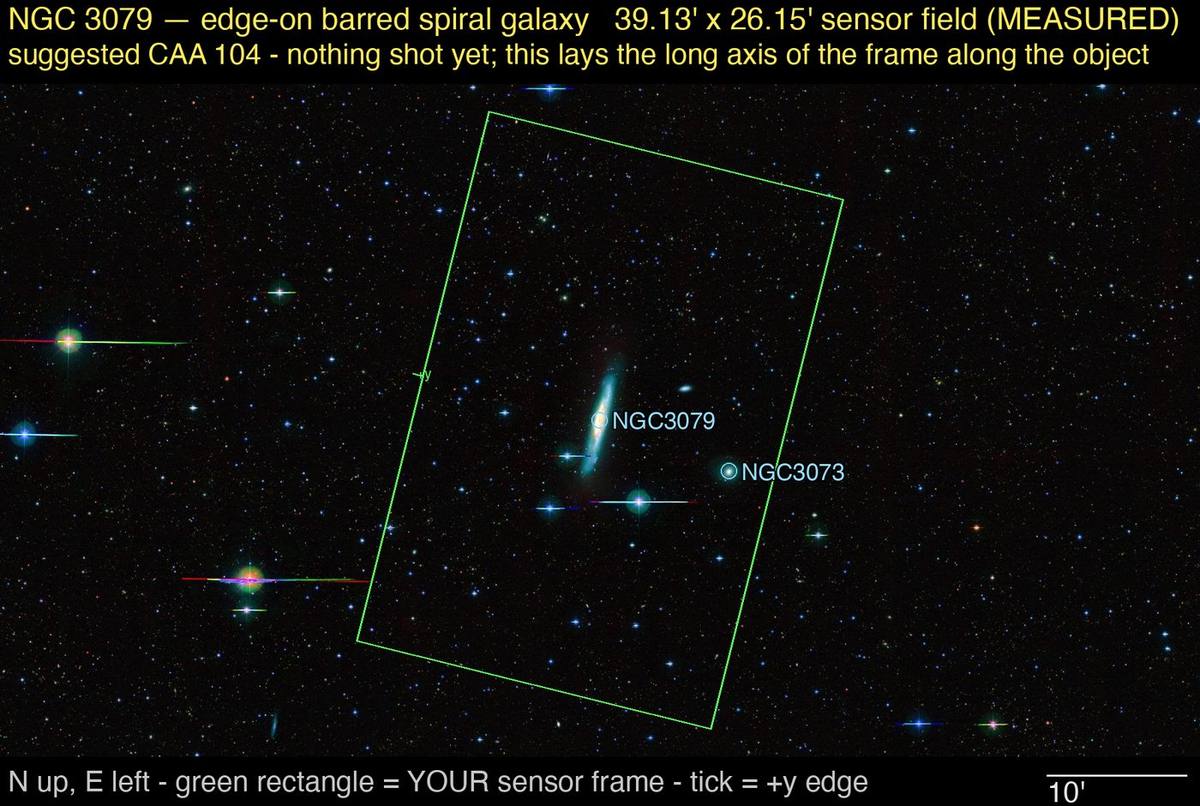 NGC 3079 — edge-on barred spiral galaxy   39.13' x 26.15' sensor field (MEASURED)
suggested CAA 104 - nothing shot yet; this lays the long axis of the frame along the object
+y
NGC3079
NGC3073
N up, E left - green rectangle = YOUR sensor frame - tick = +y edge
10'